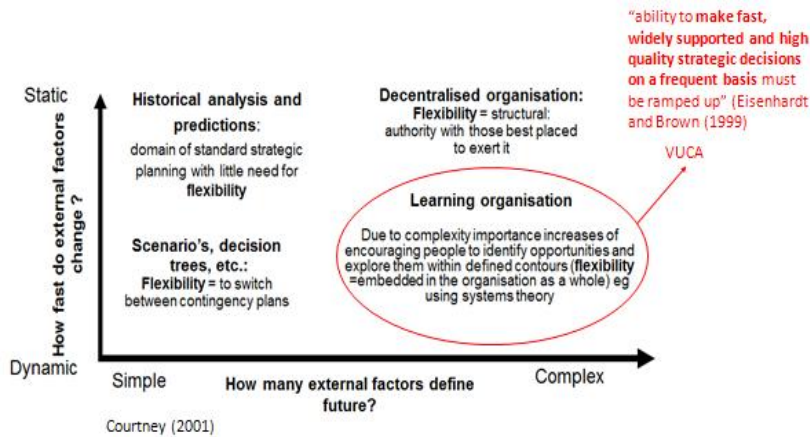 “ability to make fast,
widely supported and high
quality strategic decisions
on a frequent basis must
be ramped up” (Eisenhardt
and Brown (1999)
VUCA
Static
Historical analysis and
predictions:
domain of standard strategic
planning with little need for
flexibility
Decentralised organisation:
Flexibility = structural:
authority with those best placed
to exert it
How fast do external factors
change?
Scenario's, decision
trees, etc.:
Flexibility = to switch
between contingency plans
Learning organisation
Due to complexity importance increases of
encouraging people to identify opportunities and
explore them within defined contours (flexibility
=embedded in the organisation as a whole) eg
using systems theory
Dynamic
Simple
How many external factors define
future?
Complex
Courtney (2001)